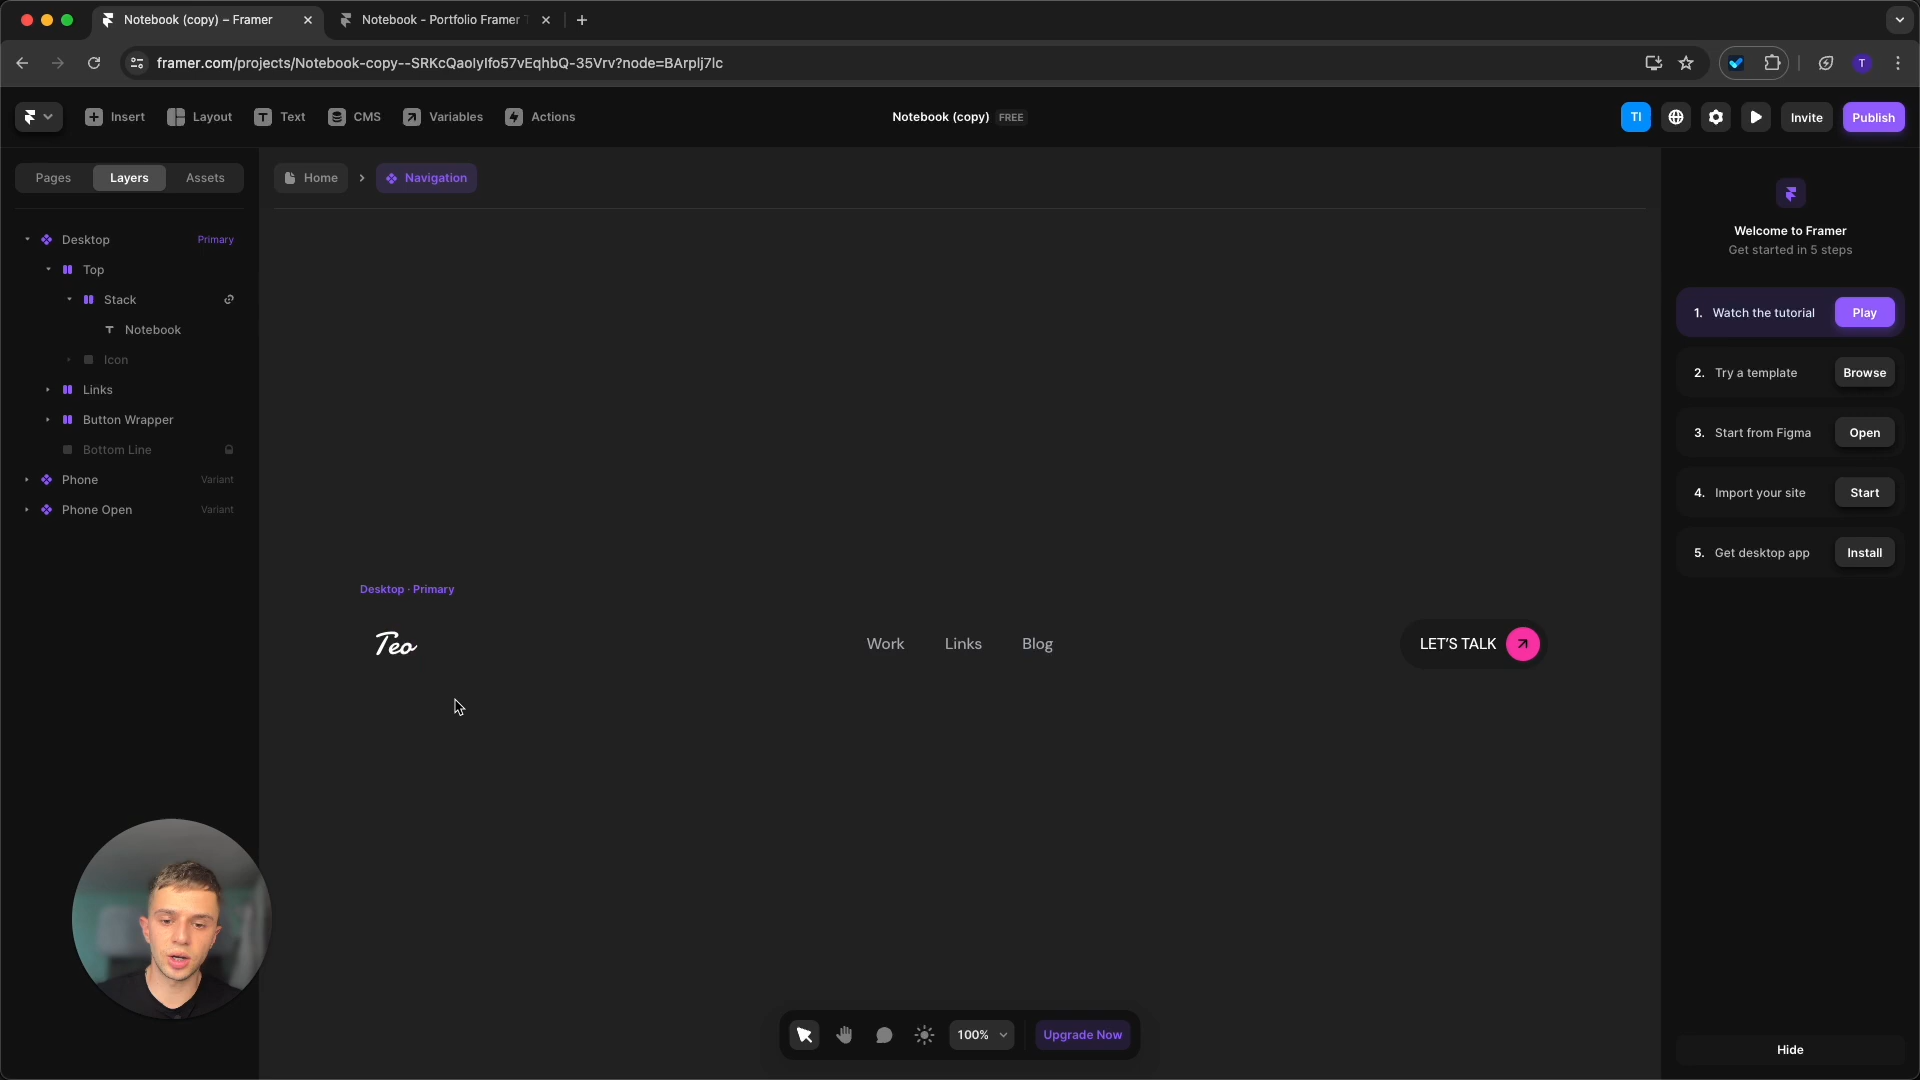 Notebook (copy) – Framer
Notebook - Portfolio Framer
framer.com/projects/Notebook-copy--SRKcQaolyIfo57vEqhbQ-35Vrv?node=BArplj7lc
T
Insert
Layout
Text
CMS
Variables
Actions
Notebook (copy) FREE
TI
Invite
Publish
Pages
Layers
Assets
Home
Navigation
Desktop
Primary
Top
Stack
Notebook
Icon
Links
Button Wrapper
Bottom Line
Phone
Variant
Phone Open
Variant
Desktop · Primary
Teo
Work
Links
Blog
LET'S TALK
Welcome to Framer
Get started in 5 steps
1. Watch the tutorial
Play
2. Try a template
Browse
3. Start from Figma
Open
4. Import your site
Start
5. Get desktop app
Install
100%
Upgrade Now
Hide